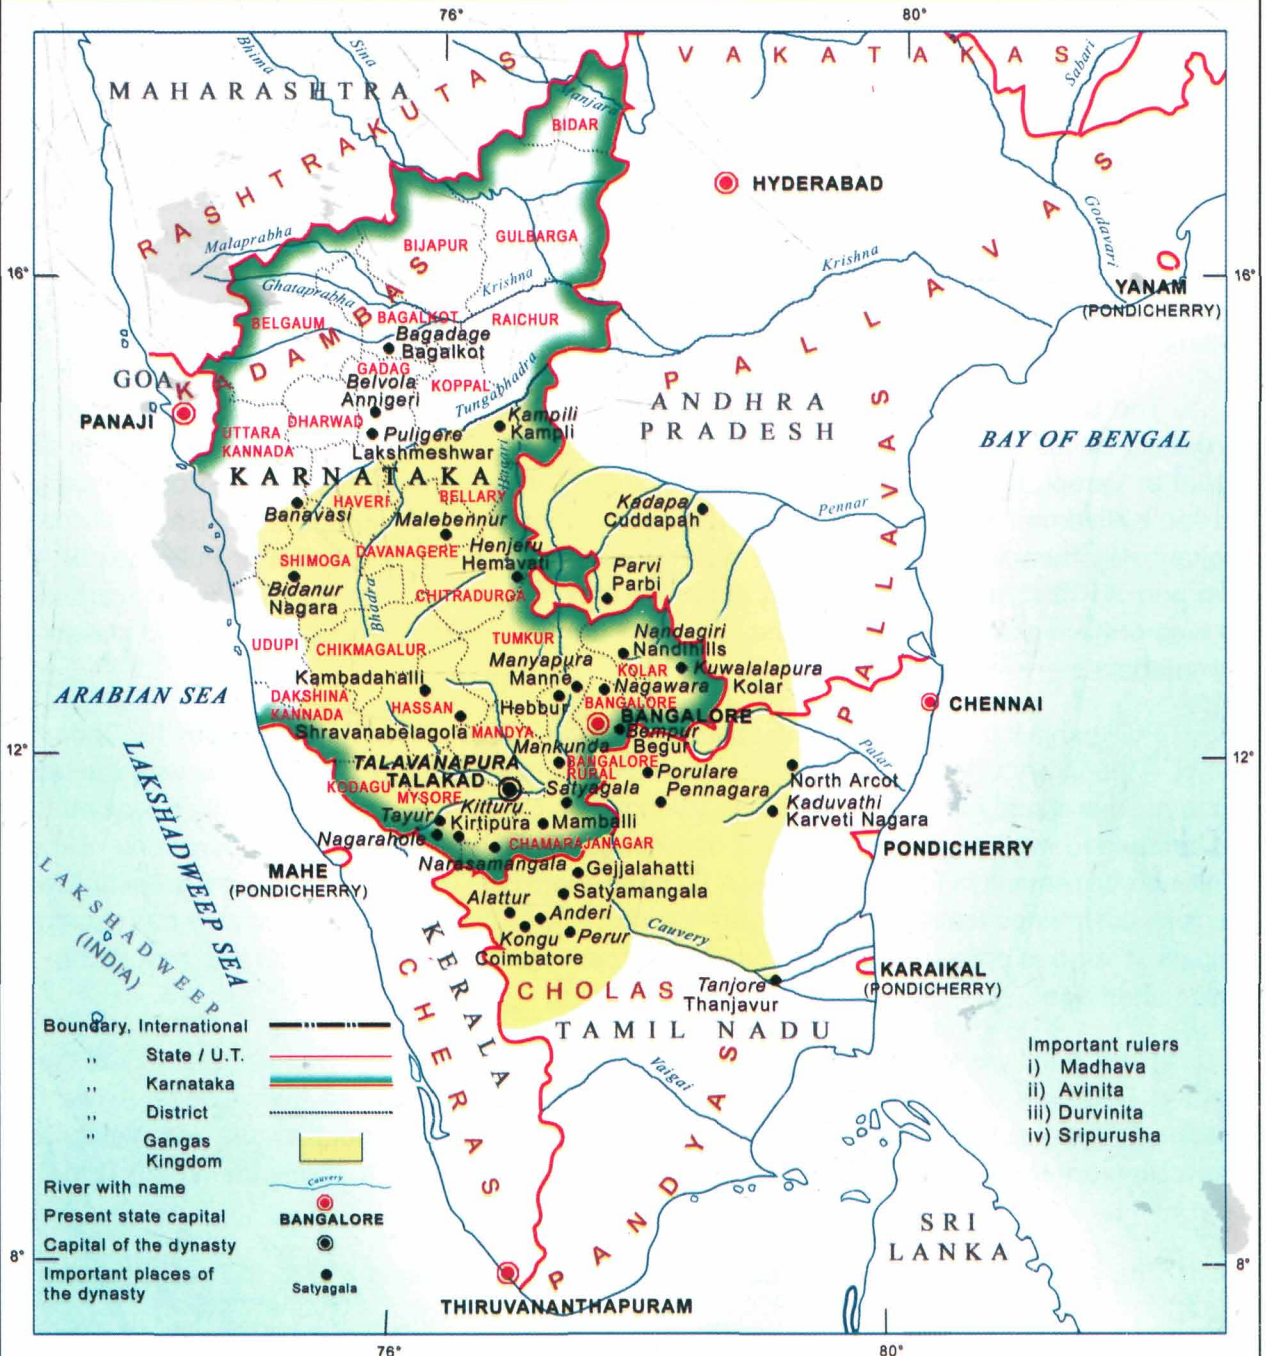 76°
80°
Bhima
Sina
RASHTRAKUTAS
VAKATAKAS
Sabari
MAHARASHTRA
Manjara
BIDAR
HYDERABAD
Godavari
Malaprabha
BIJAPUR
GULBARGA
Krishna
16°
16°
Ghataprabha
Krishna
YANAM
(PONDICHERRY)
BELGAUM
BAGALKOT
RAICHUR
Bagadage
Bagalkot
KADAMBAS
PALLAVAS
GOA
GADAG
Belvola
Annigeri
KOPPAL
Tungabhadra
PANAJI
DHARWAD
UTTARA
KANNADA
Puligere
Lakshmeshwar
Kampili
Kampli
ANDHRA
PRADESH
BAY OF BENGAL
KARNATAKA
Hagari
HAVERI
BELLARY
Banavasi
Malebennur
Kadapa
Cuddapah
Pennar
PALLAVAS
SHIMOGA
DAVANAGERE
Henjeru
Hemavati
Parvi
Parbi
Bidanur
Nagara
Bhadra
CHITRADURGA
UDUPI
CHIKMAGALUR
TUMKUR
Nandagiri
Nandihills
Manyapura
Manne
KOLAR
Kuwalalapura
Kolar
Kambadahalli
Nagawara
ARABIAN SEA
DAKSHINA
KANNADA
HASSAN
Hebbur
BANGALORE
BANGALORE
CHENNAI
Shravanabelagola
MANDYA
Bempur
Begur
Mankunda
12°
12°
TALAVANAPURA
TALAKAD
BANGALORE
RURAL
Porulare
Pennagara
Palar
North Arcot
KODAGU
MYSORE
Kitturu
Kirtipura
Satyagala
Kaduvathi
Karveti Nagara
Tayur
Mamballi
Nagarahole
CHAMARAJANAGAR
PONDICHERRY
LAKSHADWEEP SEA
MAHE
(PONDICHERRY)
Narasamangala
Gejjalahatti
Satyamangala
LAKSHADWEEP
(INDIA)
Alattur
Anderi
Kongu
Coimbatore
Perur
Cauvery
KERALA
CHERAS
CHOLAS
Tanjore
Thanjavur
KARAIKAL
(PONDICHERRY)
TAMIL NADU
Vaigai
PANDYAS
Boundary, International
,, State / U.T.
,, Karnataka
,, District
" Gangas
Kingdom
River with name
Cauvery
Present state capital
BANGALORE
Capital of the dynasty
Important places of
the dynasty
Satyagala
Important rulers
i) Madhava
ii) Avinita
iii) Durvinita
iv) Sripurusha
SRI
LANKA
8°
8°
THIRUVANANTHAPURAM
76°
80°